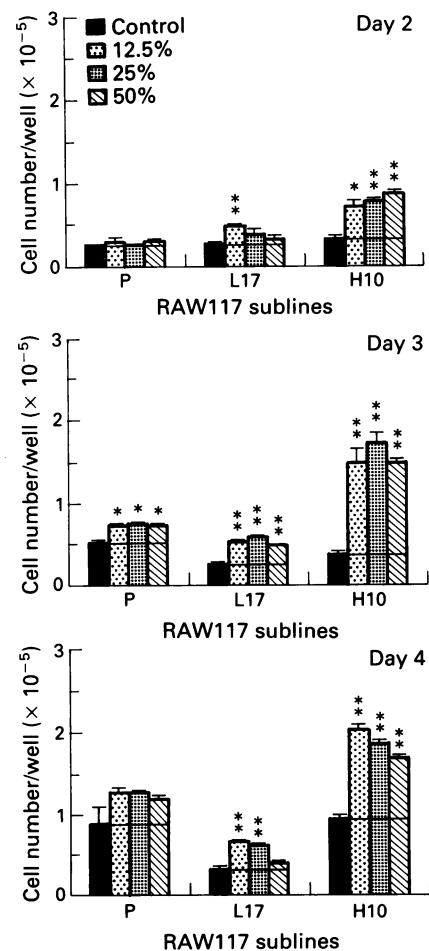 Day 2
Control
12.5%
25%
50%
Cell number/well (× 10⁻⁵)
3
2
1
0
* *
*
* *
* *
P
L17
H10
RAW117 sublines
Day 3
Cell number/well (× 10⁻⁵)
3
2
1
0
*
*
*
* *
* *
* *
* *
* *
* *
P
L17
H10
RAW117 sublines
Day 4
Cell number/well (× 10⁻⁵)
3
2
1
0
* *
* *
* *
* *
* *
P
L17
H10
RAW117 sublines